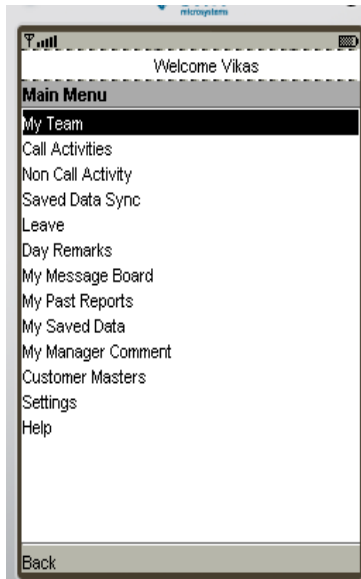 microsystems
Welcome Vikas
Main Menu
My Team
Call Activities
Non Call Activity
Saved Data Sync
Leave
Day Remarks
My Message Board
My Past Reports
My Saved Data
My Manager Comment
Customer Masters
Settings
Help
Back